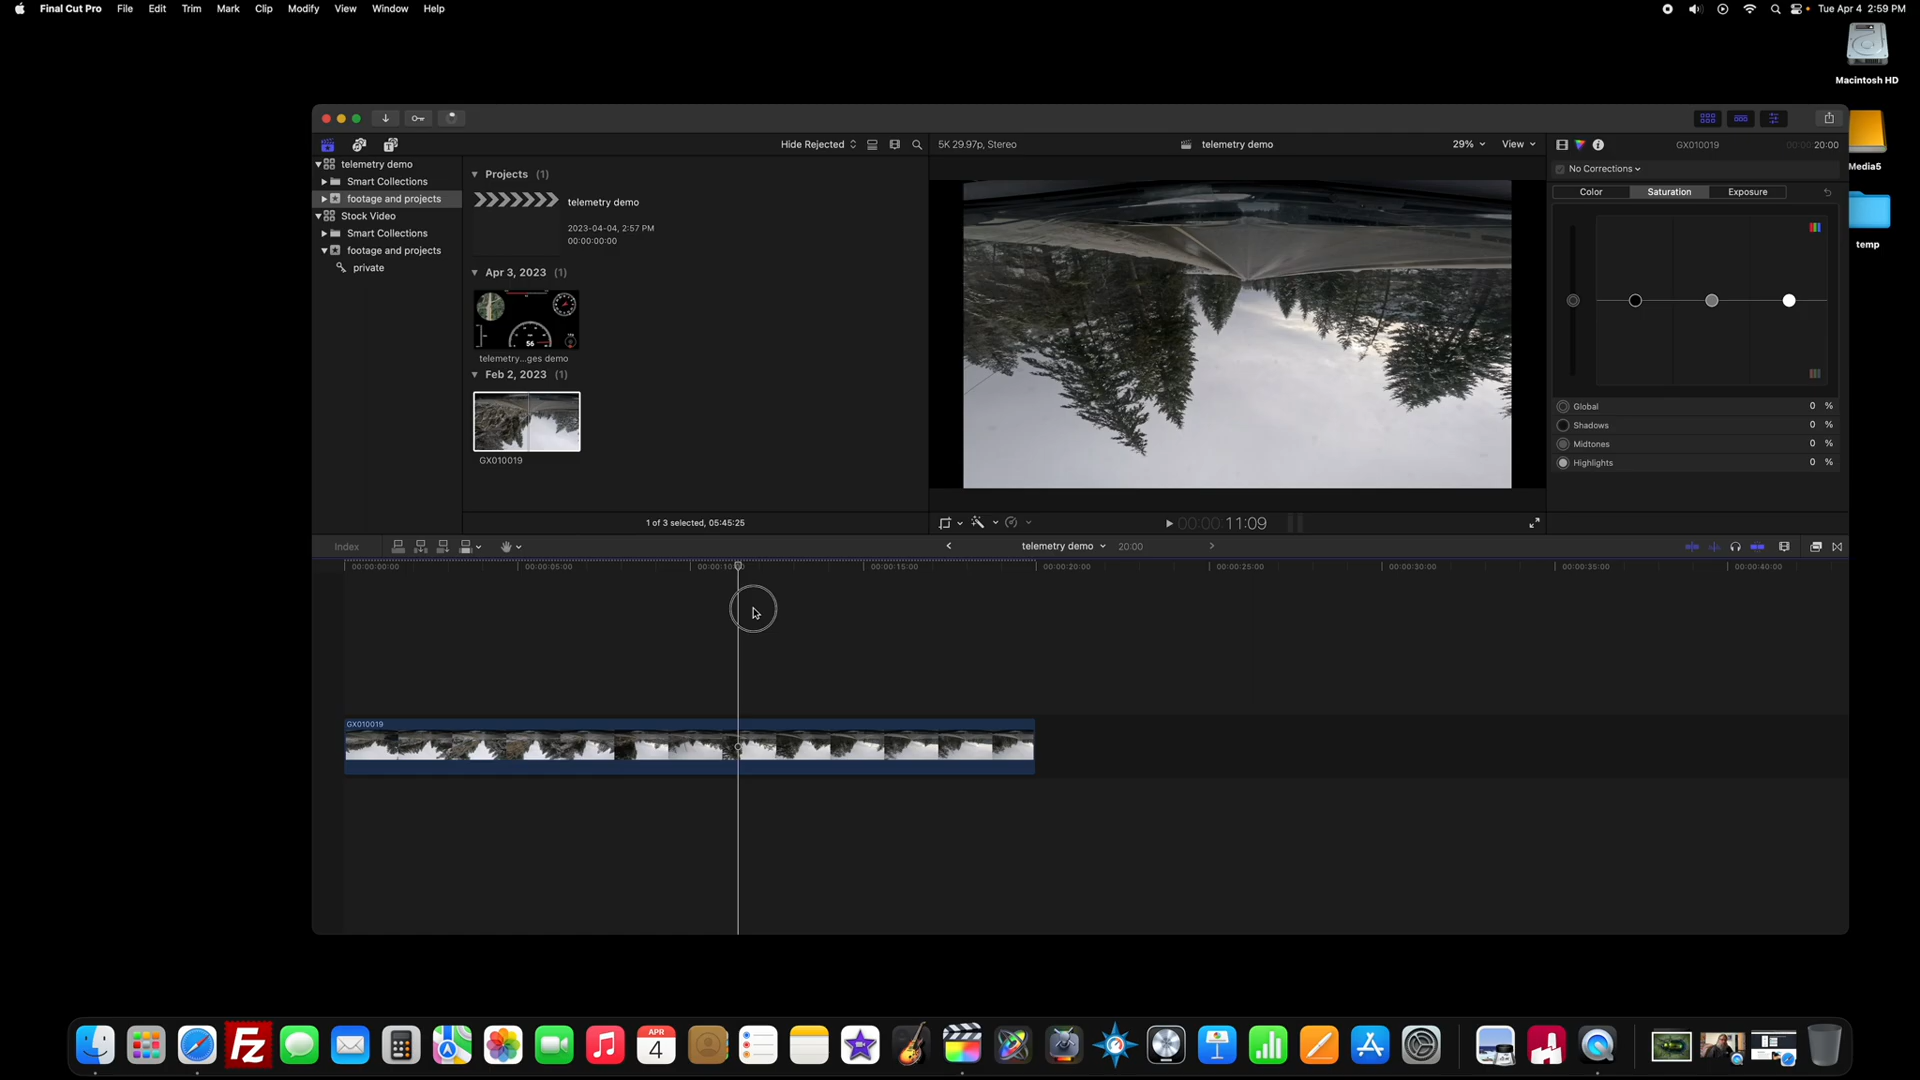 Final Cut Pro File Edit Trim Mark Clip Modify View Window Help Tue Apr 4 2:59 PM
Macintosh HD
Media5
temp
Hide Rejected 5K 29.97p, Stereo telemetry demo 29% View GX010019 00:00:20:00
telemetry demo
Smart Collections
footage and projects
Stock Video
Smart Collections
footage and projects
private
Projects (1)
telemetry demo
2023-04-04, 2:57 PM
00:00:00:00
Apr 3, 2023 (1)
56
telemetry...ges demo
Feb 2, 2023 (1)
GX010019
1 of 3 selected, 05:45:25
00:00:11:09
No Corrections
Color Saturation Exposure
Global 0 %
Shadows 0 %
Midtones 0 %
Highlights 0 %
Index telemetry demo 20:00
00:00:00:00 00:00:05:00 00:00:15:00 00:00:20:00 00:00:25:00 00:00:30:00 00:00:35:00 00:00:40:00
GX010019
Fz APR
4